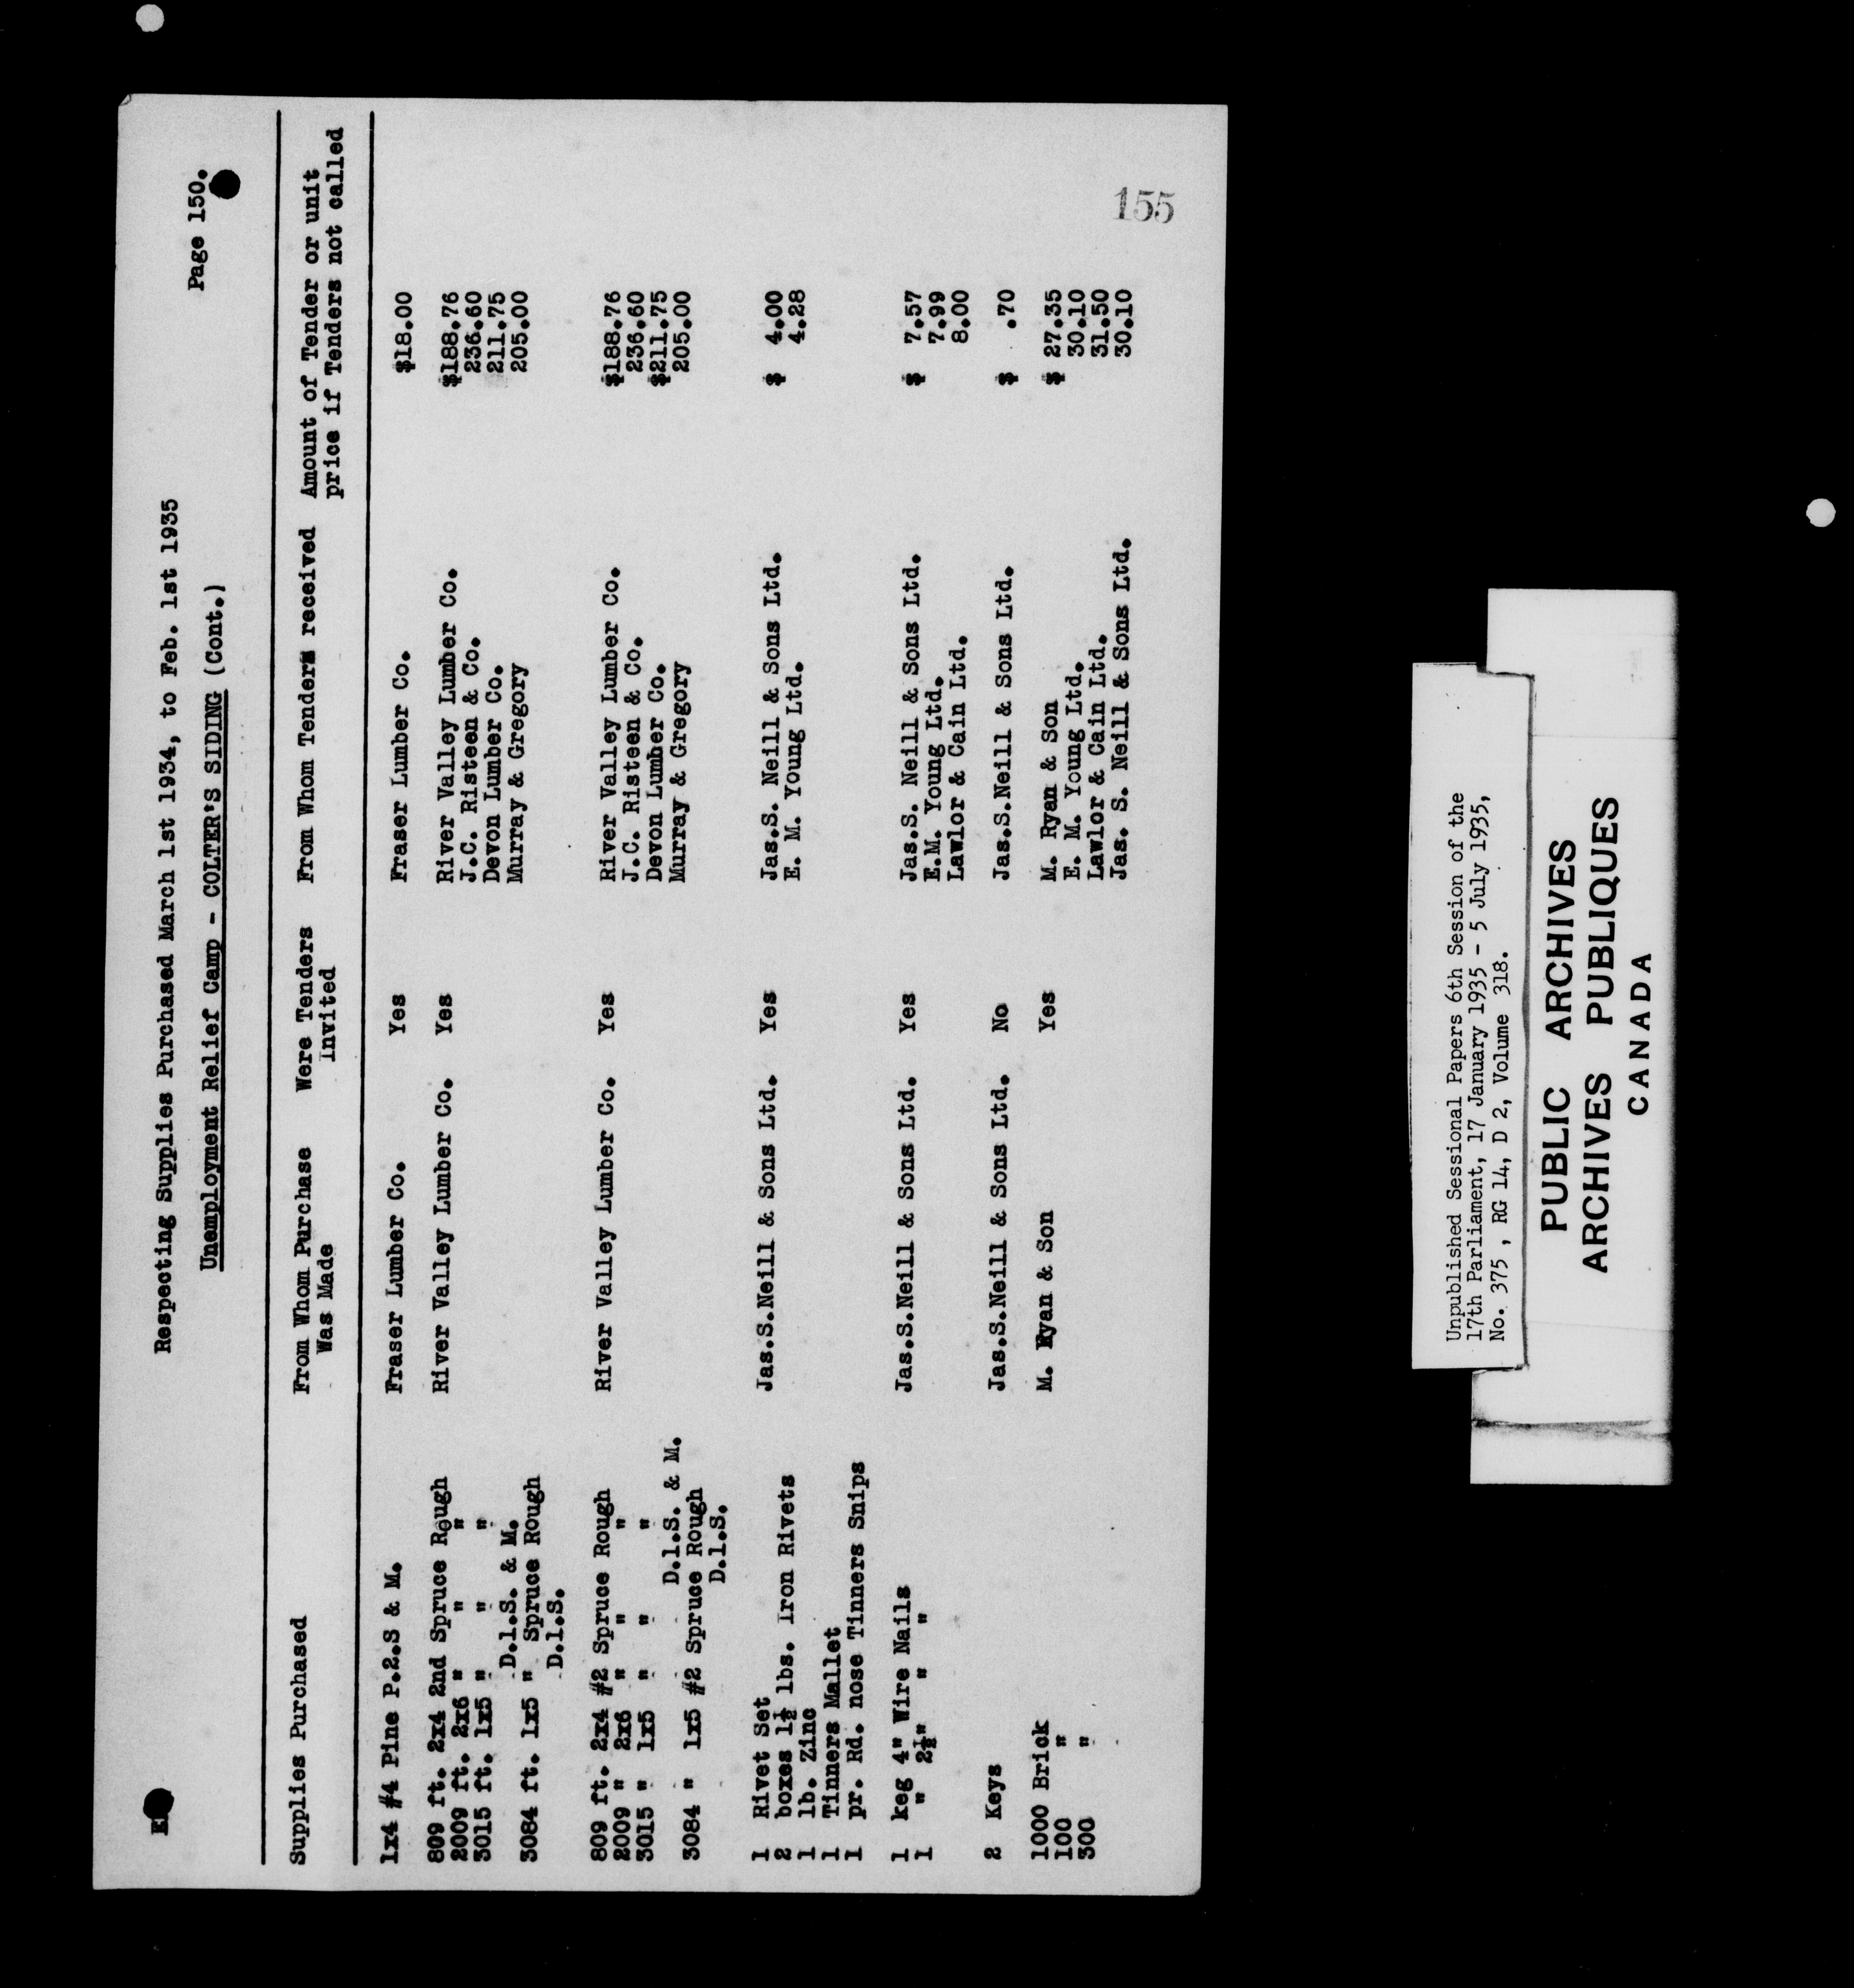 E
Page 150.
Respecting Supplies Purchased March 1st 1934, to Feb. 1st 1935
Unemployment Relief Camp - COLTER'S SIDING (Cont.)
Supplies Purchased From Whom Purchase Were Tenders From Whom Tenders received Amount of Tender or unit
Was Made Invited price if Tenders not called
1x4 #4 Pine P.2.S & M. Fraser Lumber Co. Yes Fraser Lumber Co. $18.00
809 ft. 2x4 2nd Spruce Rough River Valley Lumber Co. Yes River Valley Lumber Co. $188.76
2009 ft. 2x6 " " " J.C. Risteen & Co. 236.60
3015 ft. 1x5 " " " Devon Lumber Co. 211.75
D.1.S. & M. Murray & Gregory 205.00
3084 ft. 1x5 " Spruce Rough
D.1.S.
809 ft. 2x4 #2 Spruce Rough River Valley Lumber Co. Yes River Valley Lumber Co. $188.76
2009 " 2x6 " " " J.C. Risteen & Co. 236.60
3015 " 1x5 " " " Devon Lumber Co. $211.75
D.1.S. & M. Murray & Gregory 205.00
3084 " 1x5 #2 Spruce Rough
D.1.S.
1 Rivet Set Jas.S.Neill & Sons Ltd. Yes Jas.S. Neill & Sons Ltd. $ 4.00
2 boxes 1½ lbs. Iron Rivets E. M. Young Ltd. 4.28
1 lb. Zinc
1 Tinners Mallet
1 pr. Rd. nose Tinners Snips
1 keg 4" Wire Nails Jas.S.Neill & Sons Ltd. Yes Jas.S. Neill & Sons Ltd. $ 7.57
1 " 2½" " " E.M. Young Ltd. 7.99
Lawlor & Cain Ltd. 8.00
2 Keys Jas.S.Neill & Sons Ltd. No Jas.S.Neill & Sons Ltd. $ .70
1000 Brick M. Ryan & Son Yes M. Ryan & Son $ 27.35
100 " E. M. Young Ltd. 30.10
300 " Lawlor & Cain Ltd. 31.50
Jas. S. Neill & Sons Ltd. 30.10
155
Unpublished Sessional Papers 6th Session of the
17th Parliament, 17 January 1935 - 5 July 1935,
No. 375 , RG 14, D 2, Volume 318.
PUBLIC ARCHIVES
ARCHIVES PUBLIQUES
CANADA